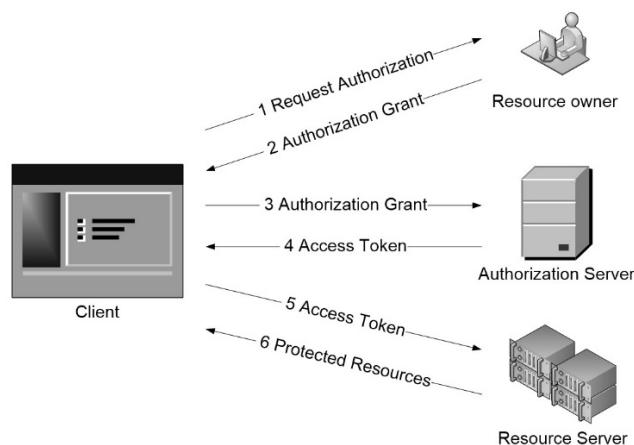 1 Request Authorization
Resource owner
2 Authorization Grant
3 Authorization Grant
4 Access Token
Authorization Server
Client
5 Access Token
6 Protected Resources
Resource Server